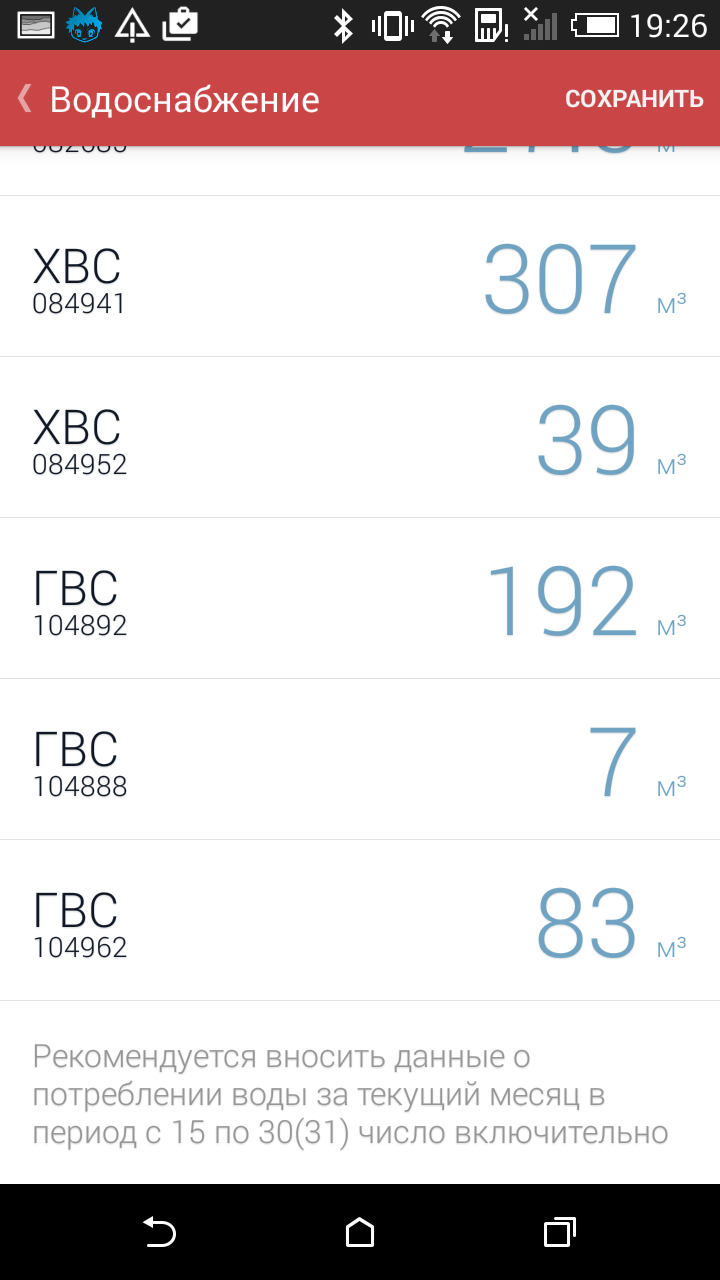 19:26
Водоснабжение
СОХРАНИТЬ
м
ХВС
084941
307 м³
ХВС
084952
39 м³
ГВС
104892
192 м³
ГВС
104888
7 м³
ГВС
104962
83 м³
Рекомендуется вносить данные о
потреблении воды за текущий месяц в
период с 15 по 30(31) число включительно